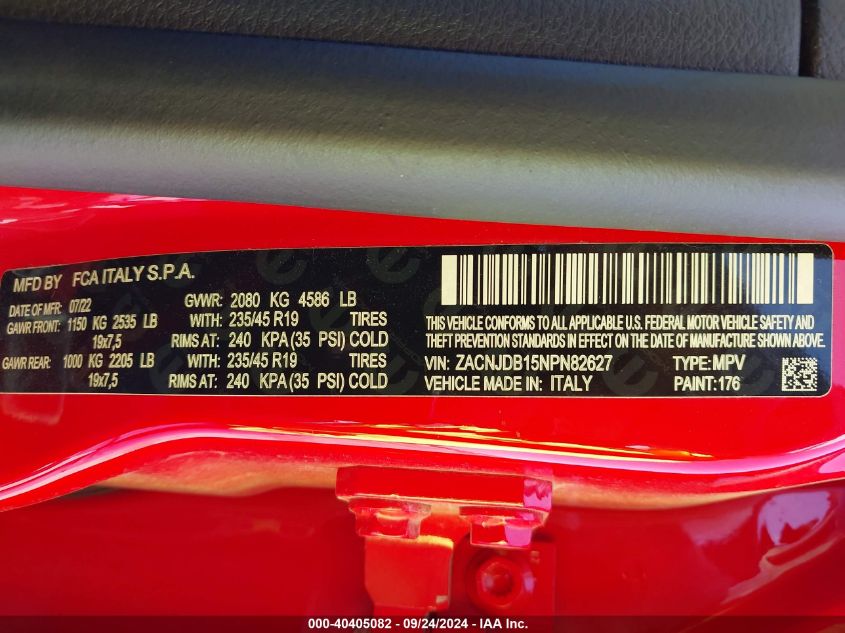 MFD BY FCA ITALY S.P.A.
DATE OF MFR: 07/22 GVWR: 2080 KG 4586 LB
GAWR FRONT: 1150 KG 2535 LB WITH: 235/45 R19 TIRES
19x7,5 RIMS AT: 240 KPA (35 PSI) COLD
GAWR REAR: 1000 KG 2205 LB WITH: 235/45 R19 TIRES
19x7,5 RIMS AT: 240 KPA (35 PSI) COLD
THIS VEHICLE CONFORMS TO ALL APPLICABLE U.S. FEDERAL MOTOR VEHICLE SAFETY AND
THEFT PREVENTION STANDARDS IN EFFECT ON THE DATE OF MANUFACTURE SHOWN ABOVE.
VIN: ZACNJDB15NPN82627 TYPE: MPV
VEHICLE MADE IN: ITALY PAINT: 176
000-40405082 - 09/24/2024 - IAA Inc.